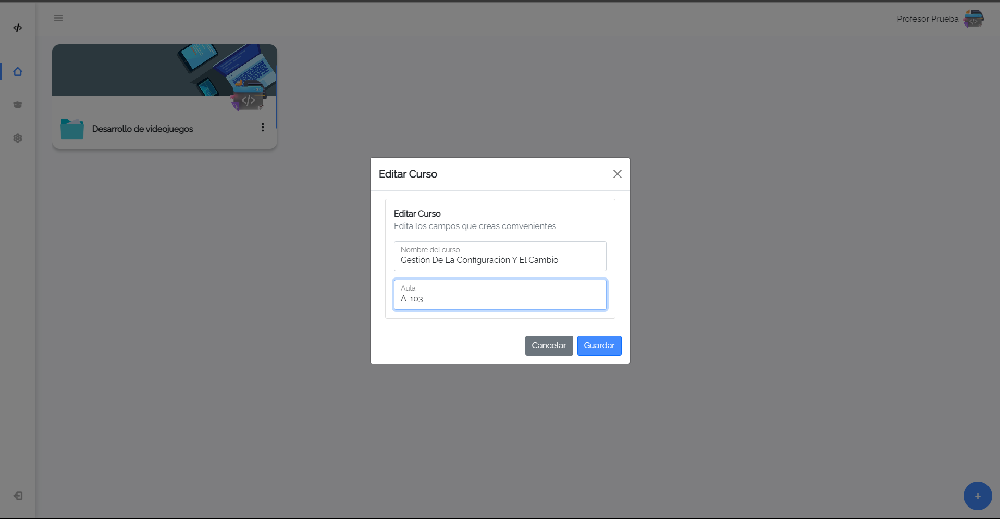 Profesor Prueba
</>
Desarrollo de videojuegos
Editar Curso
Editar Curso
Edita los campos que creas comvenientes
Nombre del curso
Gestión De La Configuración Y El Cambio
Aula
A-103
Cancelar
Guardar
+